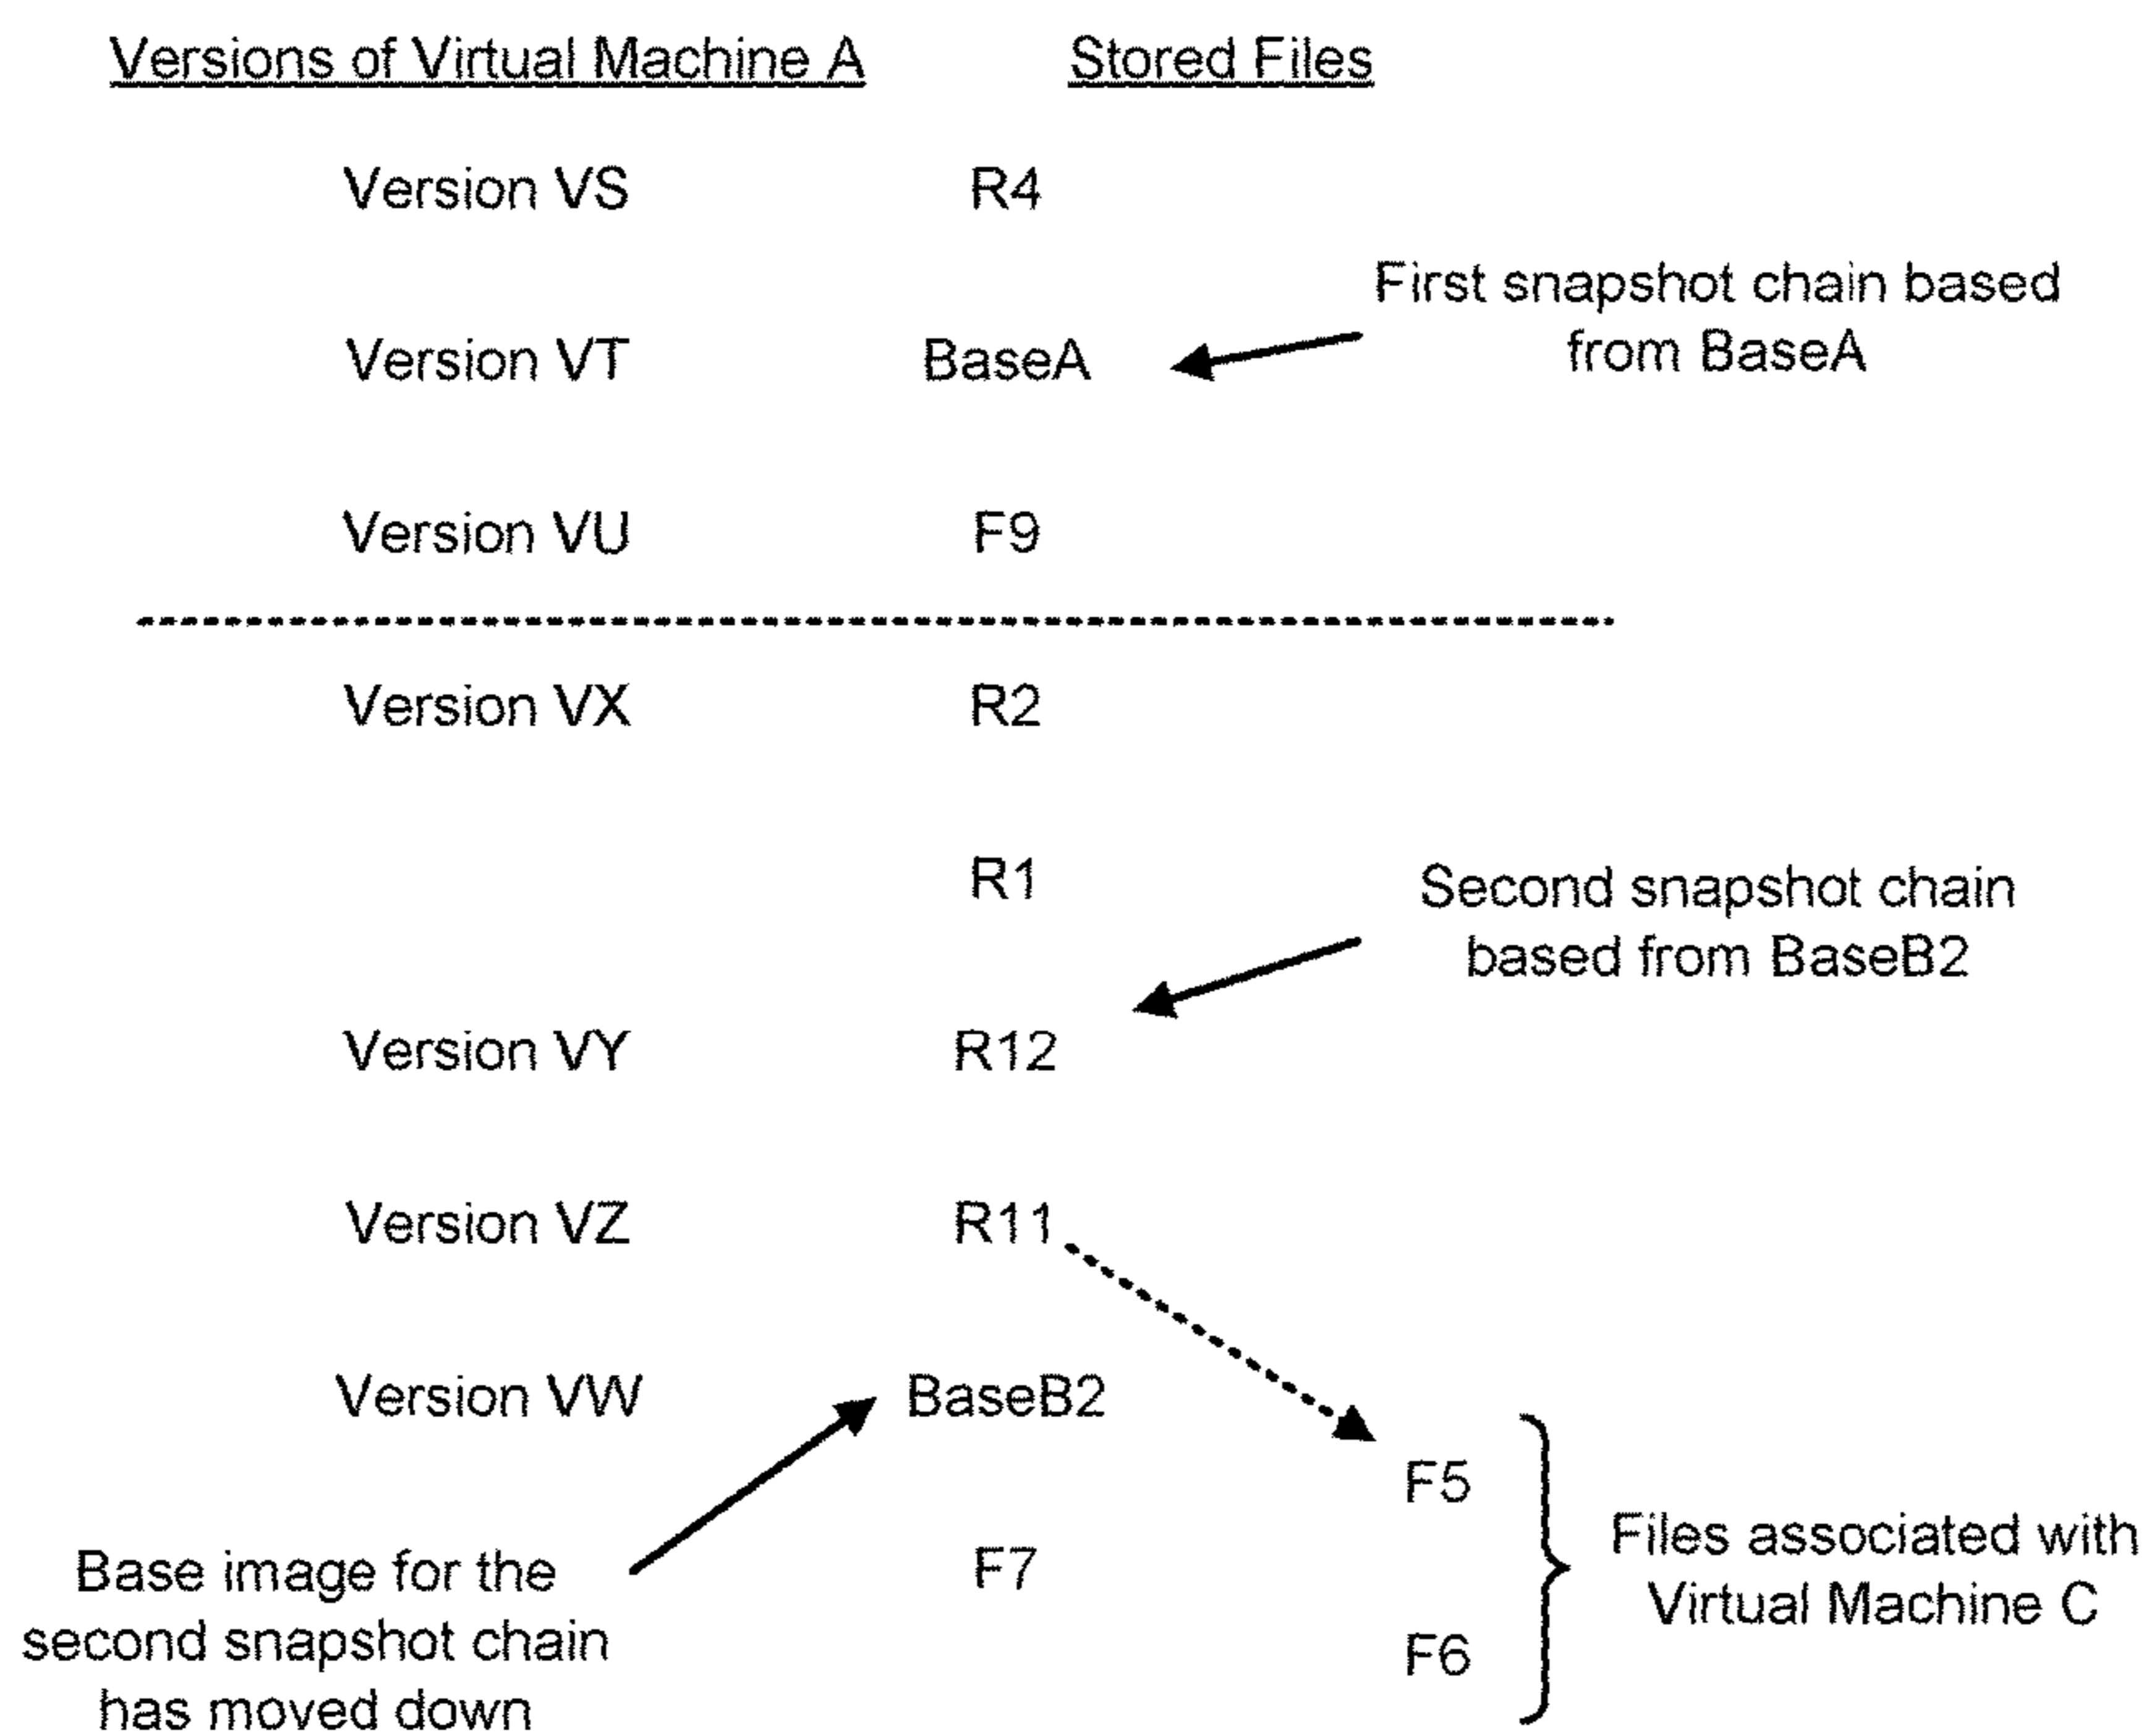 Versions of Virtual Machine A Stored Files
Version VS R4
First snapshot chain based
from BaseA
Version VT BaseA
Version VU F9
Version VX R2
R1
Second snapshot chain
based from BaseB2
Version VY R12
Version VZ R11
Version VW BaseB2
F5
F7
F6
Files associated with
Virtual Machine C
Base image for the
second snapshot chain
has moved down